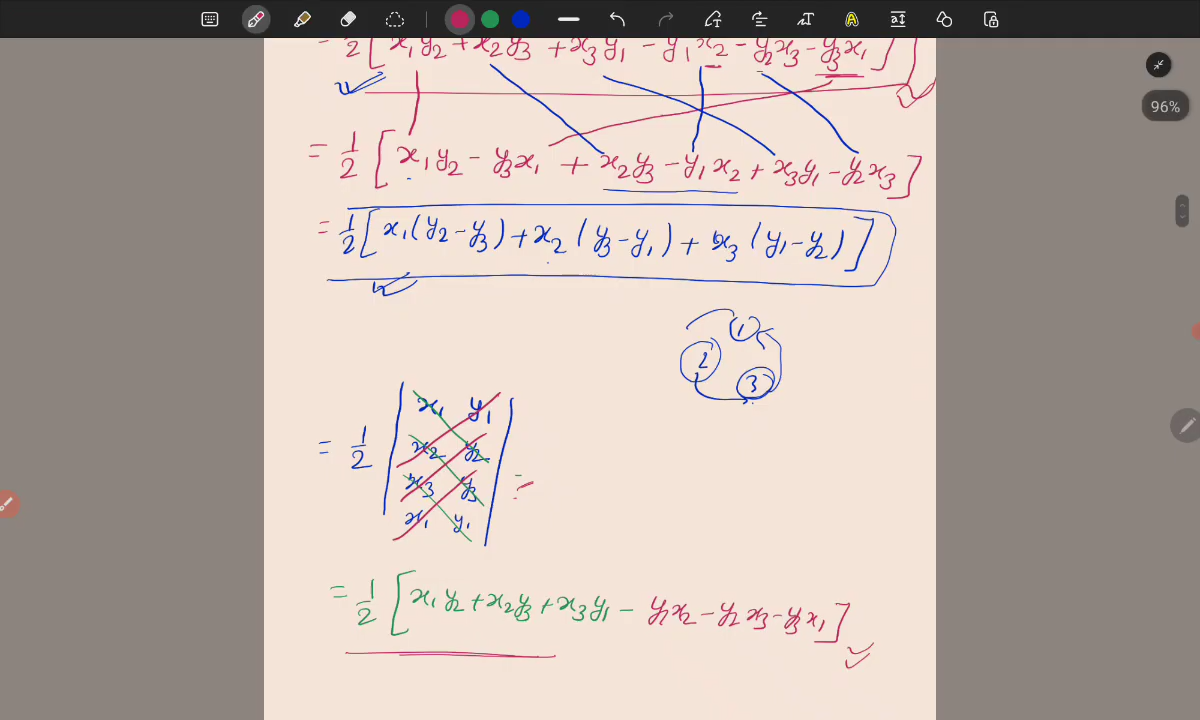 96%
= 1/2 [x₁y₂ + x₂y₃ + x₃y₁ - y₁x₂ - y₂x₃ - y₃x₁]
= 1/2 [x₁y₂ - y₃x₁ + x₂y₃ - y₁x₂ + x₃y₁ - y₂x₃]
= 1/2 [x₁(y₂-y₃) + x₂(y₃-y₁) + x₃(y₁-y₂)]
1
2
3
= 1/2 | x₁ y₁
x₂ y₂
x₃ y₃
x₁ y₁ | =
= 1/2 [x₁y₂ + x₂y₃ + x₃y₁ - y₁x₂ - y₂x₃ - y₃x₁]